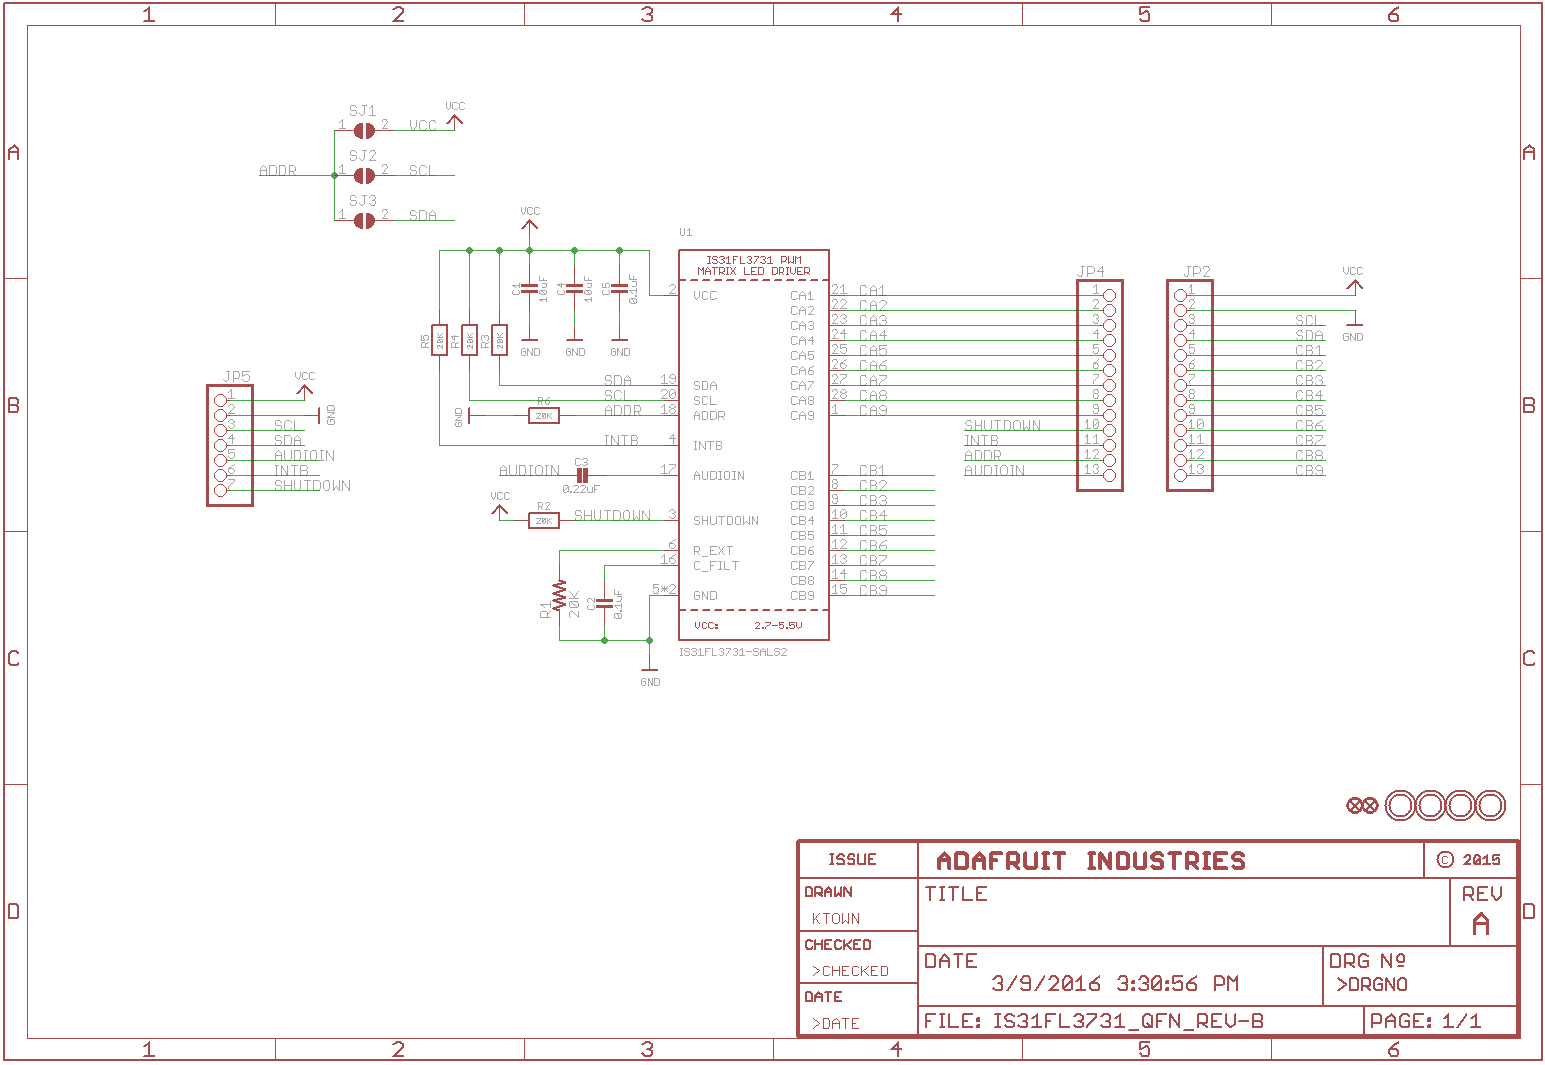 1 2 3 4 5 6
A
A
B
B
C
C
D
D
SJ1
1 2 VCC
VCC
SJ2
ADDR 1 2 SCL
SJ3
1 2 SDA
VCC
C1 10uF
C4 10uF
C5 0.1uF
GND GND GND
R5 20K
R4 20K
R3 20K
JP5
VCC
GND
1
2
3 SCL
4 SDA
5 AUDIOIN
6 INTB
7 SHUTDOWN
SDA 19
SCL 20
GND R6 20K ADDR 18
INTB 4
AUDIOIN C3 0.22uF 17
VCC R2 20K SHUTDOWN 3
6
16
5*2
R1 20K
C2 0.1uF
GND
U1
IS31FL3731 PWM
MATRIX LED DRIVER
2 VCC
SDA
SCL
ADDR
INTB
AUDIOIN
SHUTDOWN
R_EXT
C_FILT
GND
VCC: 2.7-5.5V
IS31FL3731-SALS2
CA1 21 CA1
CA2 22 CA2
CA3 23 CA3
CA4 24 CA4
CA5 25 CA5
CA6 26 CA6
CA7 27 CA7
CA8 28 CA8
CA9 1 CA9
CB1 7 CB1
CB2 8 CB2
CB3 9 CB3
CB4 10 CB4
CB5 11 CB5
CB6 12 CB6
CB7 13 CB7
CB8 14 CB8
CB9 15 CB9
JP4
1
2
3
4
5
6
7
8
9
SHUTDOWN 10
INTB 11
ADDR 12
AUDIOIN 13
JP2
VCC
GND
1
2
3 SCL
4 SDA
5 CB1
6 CB2
7 CB3
8 CB4
9 CB5
10 CB6
11 CB7
12 CB8
13 CB9
ISSUE
ADAFRUIT INDUSTRIES
© 2015
DRAWN
KTOWN
TITLE
REV
A
CHECKED
>CHECKED
DATE
3/9/2016 3:30:56 PM
DRG Nº
>DRGNO
DATE
>DATE
FILE: IS31FL3731_QFN_REV-B
PAGE: 1/1
1 2 3 4 5 6